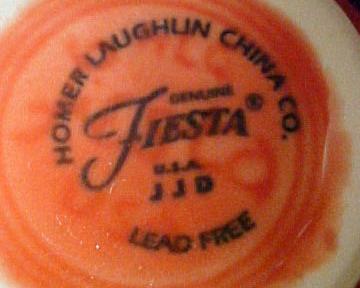 HOMER LAUGHLIN CHINA CO.
GENUINE
FIESTA®
U.S.A.
JJD
LEAD FREE